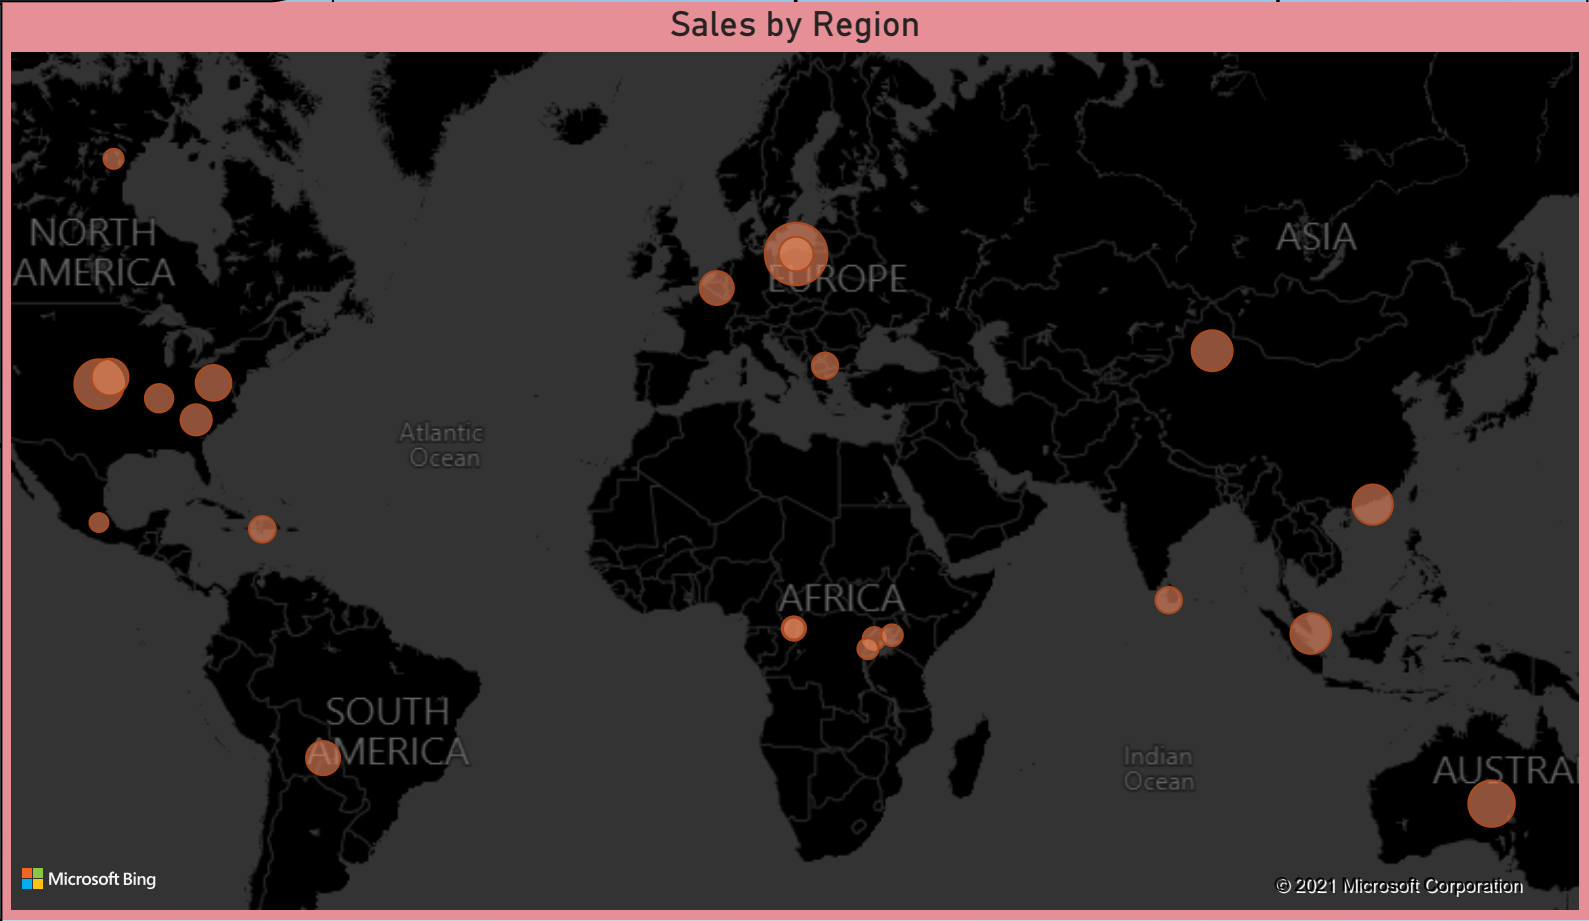 Sales by Region
NORTH
AMERICA
ASIA
EUROPE
Atlantic
Ocean
AFRICA
SOUTH
AMERICA
Indian
Ocean
AUSTRA
Microsoft Bing
© 2021 Microsoft Corporation